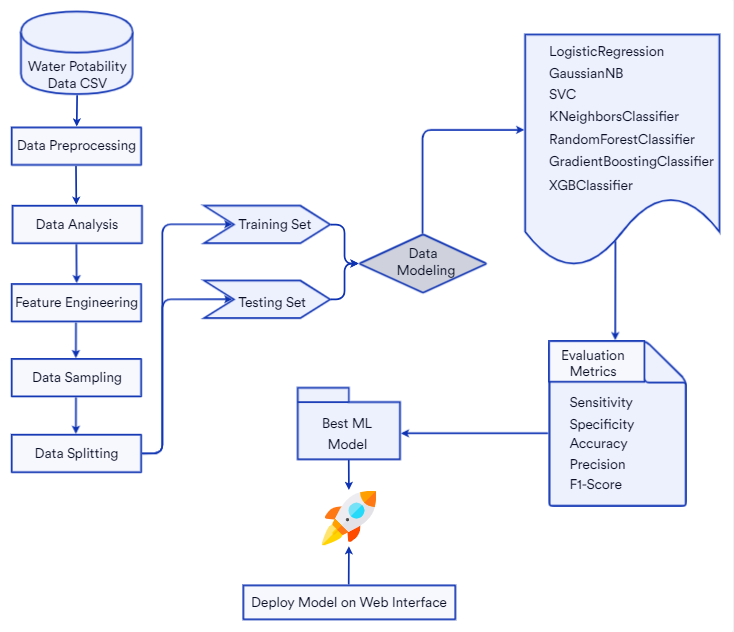 Water Potability
Data CSV
Data Preprocessing
Data Analysis
Feature Engineering
Data Sampling
Data Splitting
Training Set
Testing Set
Data
Modeling
LogisticRegression
GaussianNB
SVC
KNeighborsClassifier
RandomForestClassifier
GradientBoostingClassifier
XGBClassifier
Evaluation
Metrics
Sensitivity
Specificity
Accuracy
Precision
F1-Score
Best ML
Model
Deploy Model on Web Interface